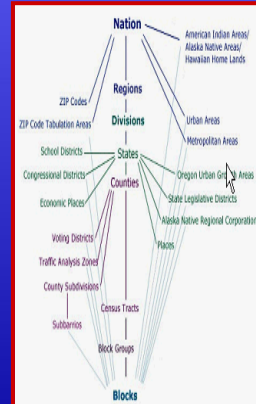 Nation
American Indian Areas/
Alaska Native Areas/
Hawaiian Home Lands
Regions
ZIP Codes
Urban Areas
Divisions
ZIP Code Tabulation Areas
Metropolitan Areas
School Districts
States
Congressional Districts
Oregon Urban Areas
Counties
Economic Places
State Legislative Districts
Alaska Native Regional Corporation
Voting Districts
Places
Traffic Analysis Zones
County Subdivisions
Census Tracts
Subbarrios
Block Groups
Blocks